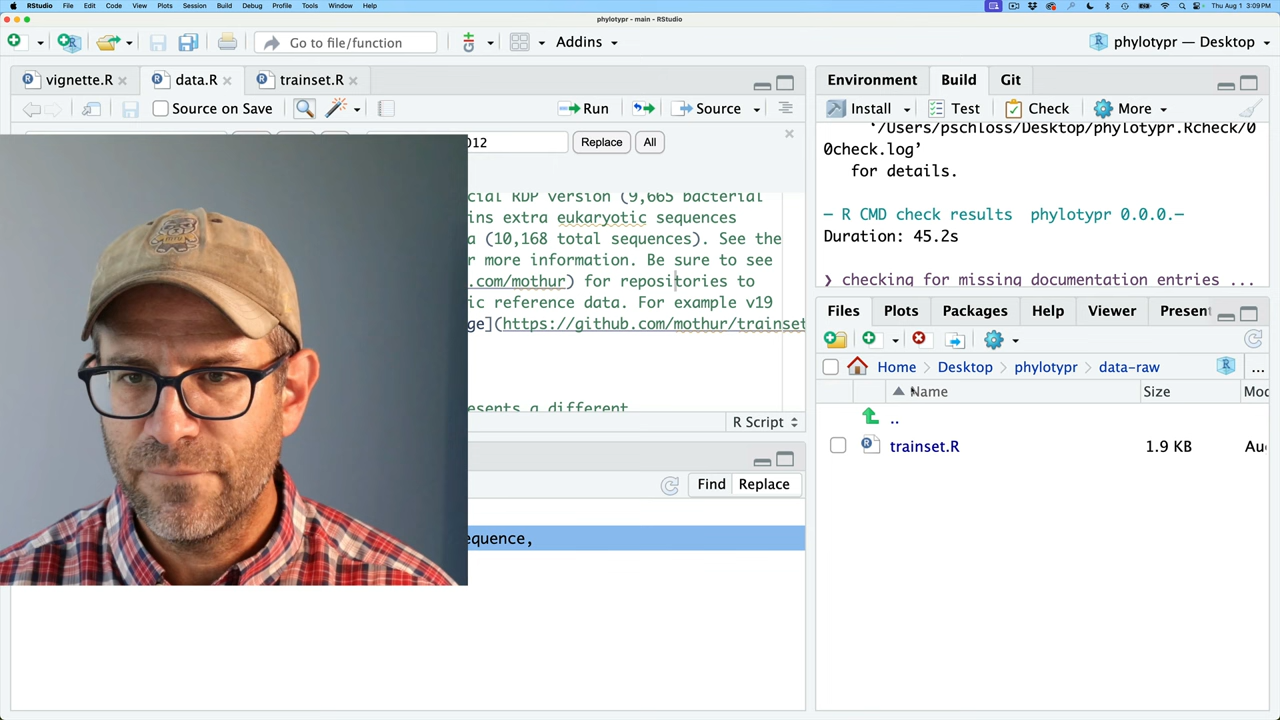 RStudio File Edit Code View Plots Session Build Debug Profile Tools Window Help
Thu Aug 1 3:09 PM
phylotypr - main - RStudio
Go to file/function
Addins
phylotypr — Desktop
vignette.R
data.R
trainset.R
Source on Save
Run
Source
012
Replace
All
cial RDP version (9,665 bacterial
ins extra eukaryotic sequences
a (10,168 total sequences). See the
r more information. Be sure to see
.com/mothur) for repositories to
ic reference data. For example v19
ge](https://github.com/mothur/trainset
esents a different
R Script
Find
Replace
equence,
Environment
Build
Git
Install
Test
Check
More
‘/Users/pschloss/Desktop/phylotypr.Rcheck/0
0check.log’
for details.
— R CMD check results phylotypr 0.0.0.—
Duration: 45.2s
❯ checking for missing documentation entries ...
Files
Plots
Packages
Help
Viewer
Present
Home
Desktop
phylotypr
data-raw
...
Name
Size
Mod
..
trainset.R
1.9 KB
Au